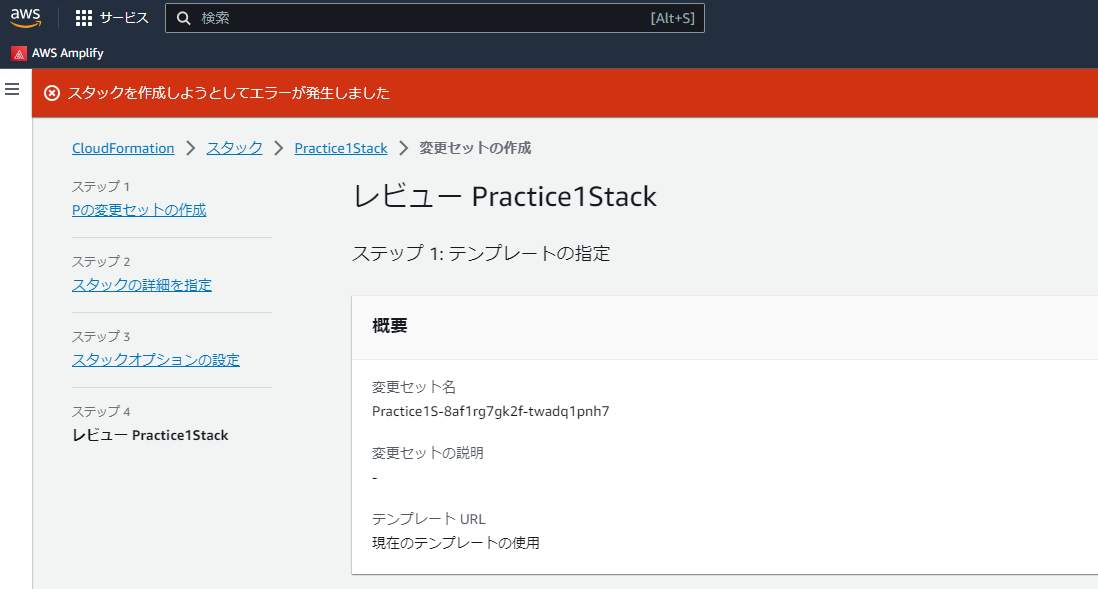 aws
サービス
検索
[Alt+S]
AWS Amplify
スタックを作成しようとしてエラーが発生しました
CloudFormation
スタック
Practice1Stack
変更セットの作成
ステップ 1
Pの変更セットの作成
ステップ 2
スタックの詳細を指定
ステップ 3
スタックオプションの設定
ステップ 4
レビュー Practice1Stack
レビュー Practice1Stack
ステップ 1: テンプレートの指定
概要
変更セット名
Practice1S-8af1rg7gk2f-twadq1pnh7
変更セットの説明
-
テンプレート URL
現在のテンプレートの使用